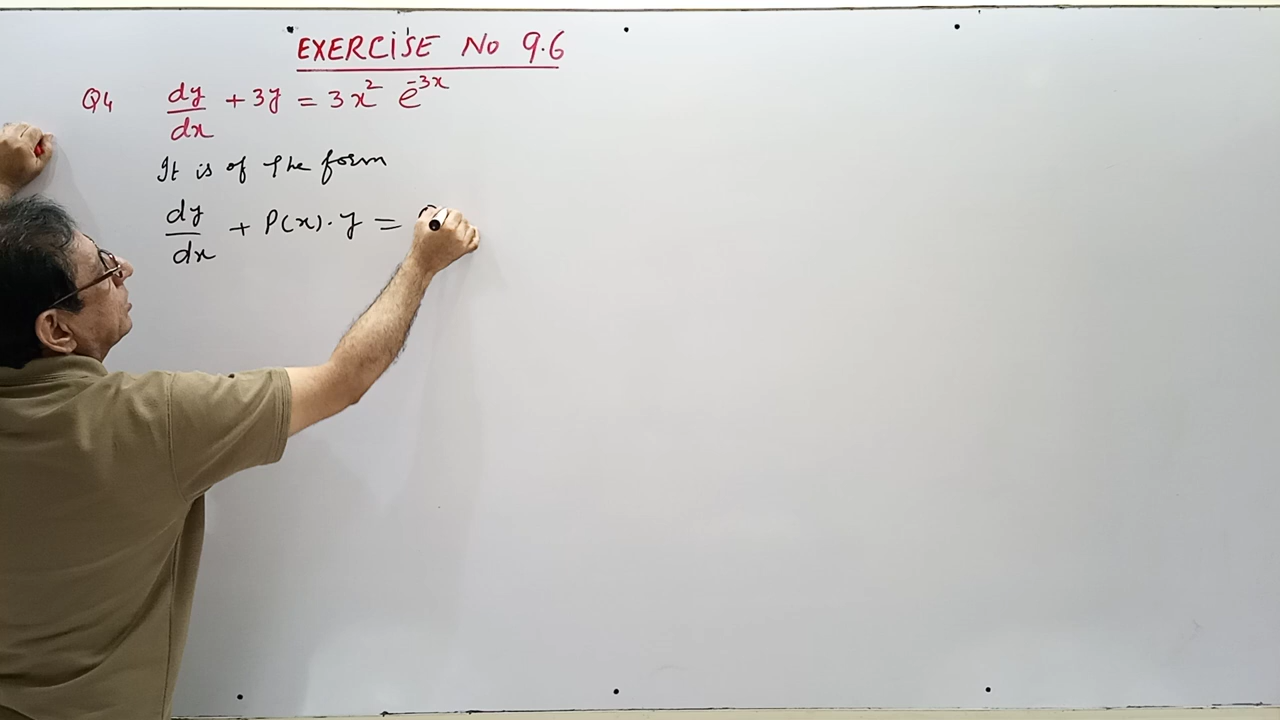 EXERCISE No 9.6
Q4 dy/dx + 3y = 3x² e⁻³ˣ
It is of the form
dy/dx + P(x).y =